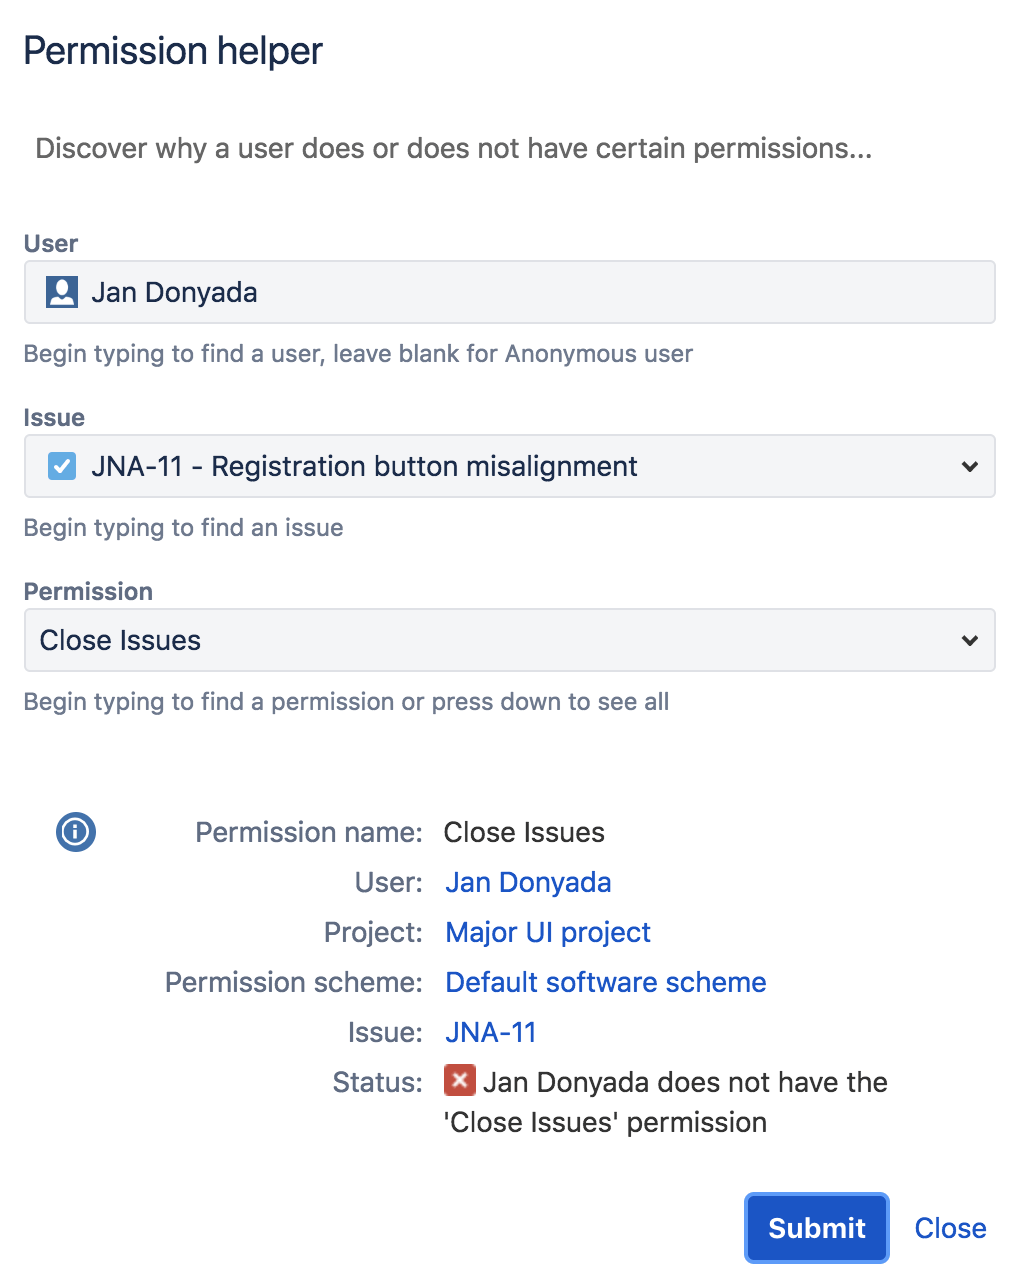 Permission helper
Discover why a user does or does not have certain permissions...
User
Jan Donyada
Begin typing to find a user, leave blank for Anonymous user
Issue
JNA-11 - Registration button misalignment
Begin typing to find an issue
Permission
Close Issues
Begin typing to find a permission or press down to see all
Permission name: Close Issues
User: Jan Donyada
Project: Major UI project
Permission scheme: Default software scheme
Issue: JNA-11
Status: Jan Donyada does not have the
'Close Issues' permission
Submit Close